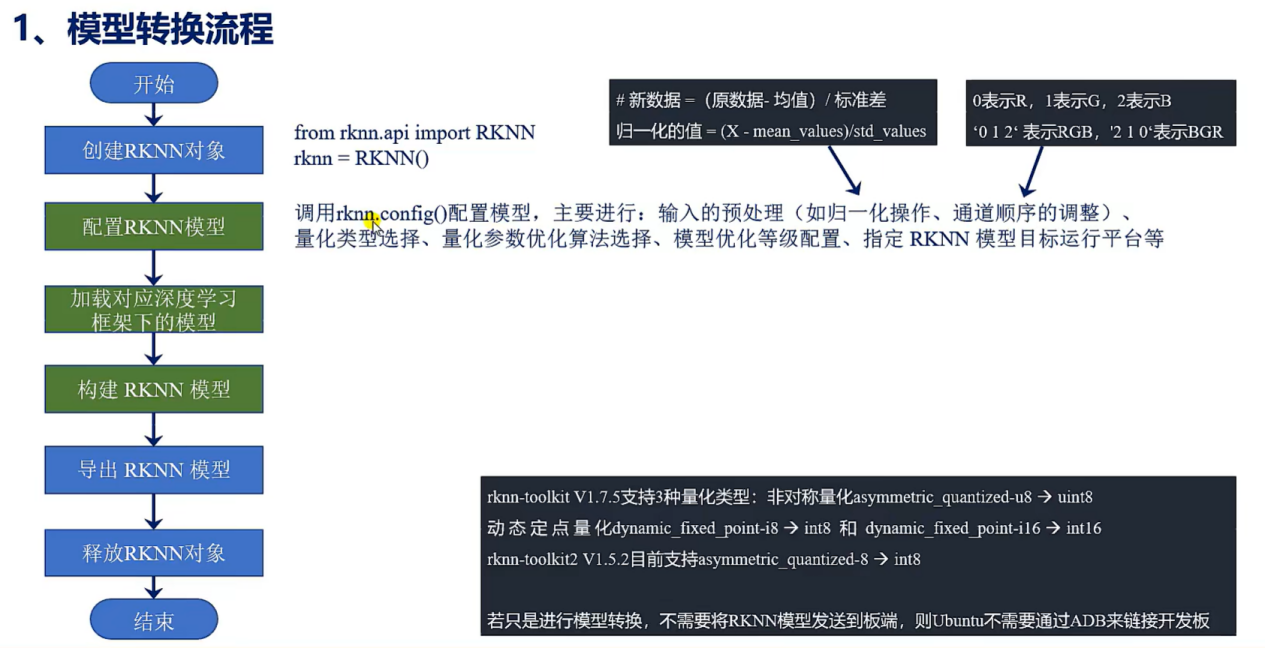 1、模型转换流程
开始
创建RKNN对象
from rknn.api import RKNN
rknn = RKNN()
# 新数据 =（原数据- 均值）/ 标准差
归一化的值 = (X - mean_values)/std_values
0表示R，1表示G，2表示B
‘0 1 2‘ 表示RGB，'2 1 0‘表示BGR
配置RKNN模型
调用rknn.config()配置模型，主要进行：输入的预处理（如归一化操作、通道顺序的调整）、
量化类型选择、量化参数优化算法选择、模型优化等级配置、指定 RKNN 模型目标运行平台等
加载对应深度学习
框架下的模型
构建 RKNN 模型
导出 RKNN 模型
释放RKNN对象
结束
rknn-toolkit V1.7.5支持3种量化类型：非对称量化asymmetric_quantized-u8 → uint8
动态定点量化dynamic_fixed_point-i8 → int8 和 dynamic_fixed_point-i16 → int16
rknn-toolkit2 V1.5.2目前支持asymmetric_quantized-8 → int8
若只是进行模型转换，不需要将RKNN模型发送到板端，则Ubuntu不需要通过ADB来链接开发板